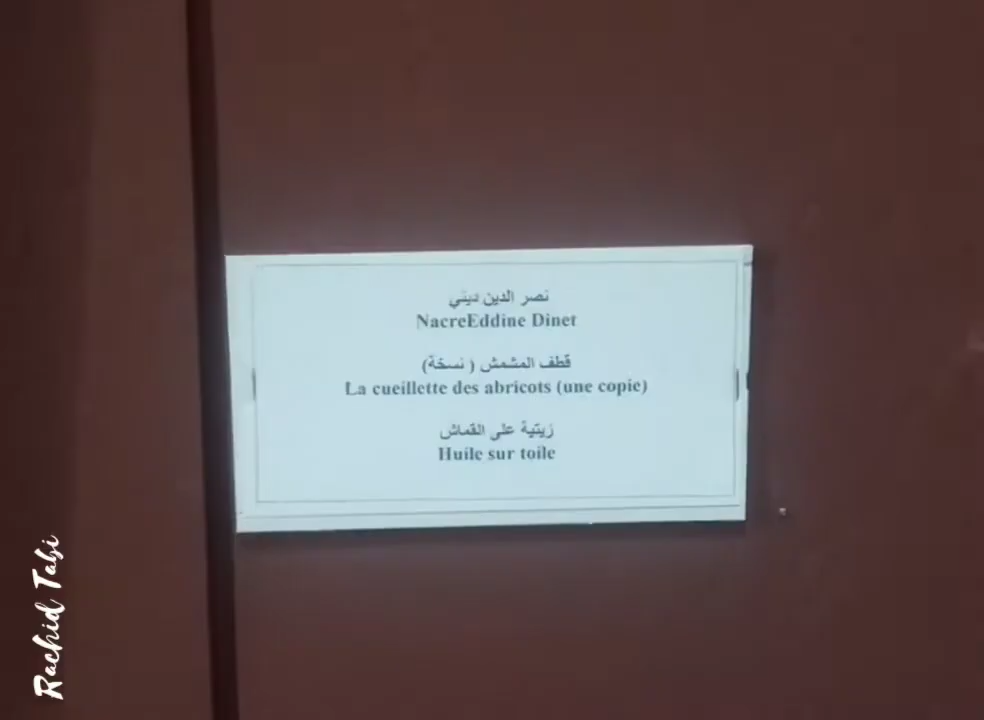 نصر الدين ديني
NacreEddine Dinet
قطف المشمش ( نسخة)
La cueillette des abricots (une copie)
زيتية على القماش
Huile sur toile
Rachid Tabi